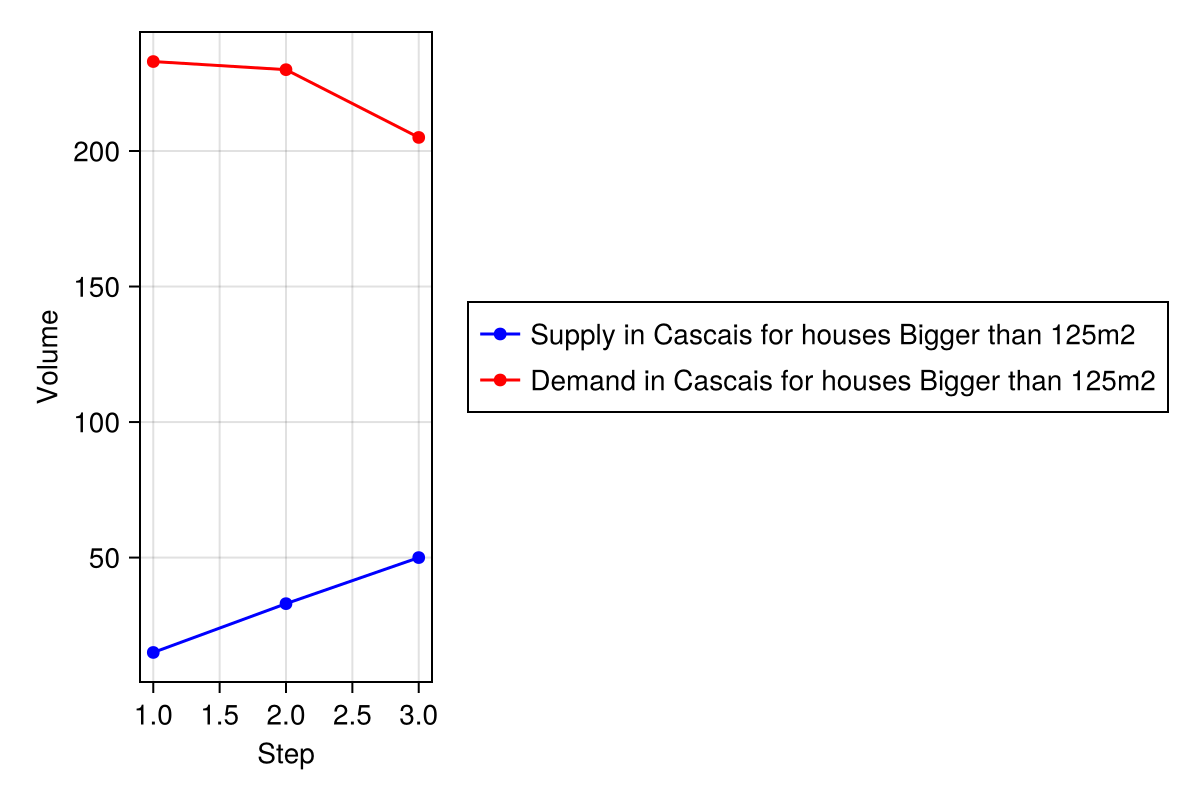 200
150
100
50
Volume
1.0 1.5 2.0 2.5 3.0
Step
Supply in Cascais for houses Bigger than 125m2
Demand in Cascais for houses Bigger than 125m2